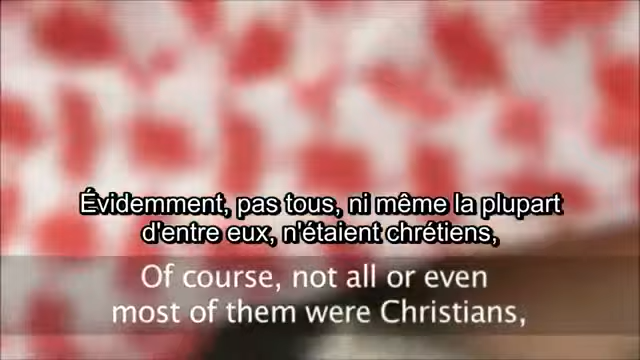 Évidemment, pas tous, ni même la plupart
d'entre eux, n'étaient chrétiens,
Of course, not all or even
most of them were Christians,